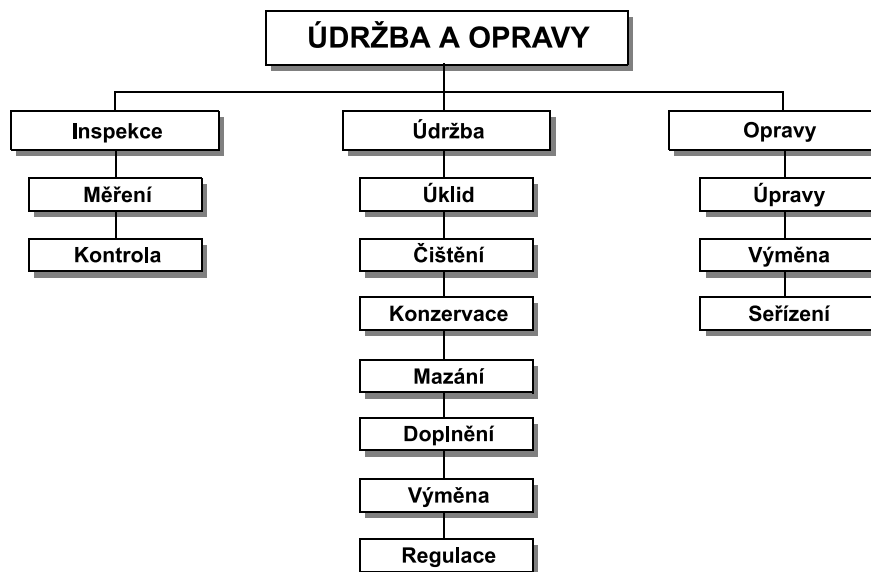 ÚDRŽBA A OPRAVY
Inspekce
Měření
Kontrola
Údržba
Úklid
Čištění
Konzervace
Mazání
Doplnění
Výměna
Regulace
Opravy
Úpravy
Výměna
Seřízení